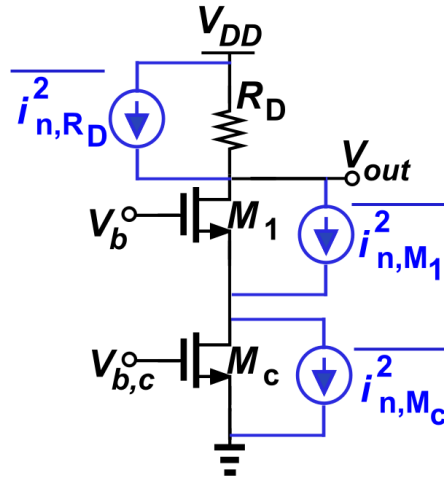 V_DD
i²_n,R_D
R_D
V_out
V_b
M_1
i²_n,M_1
V_b,c
M_c
i²_n,M_c